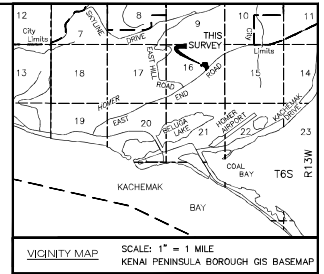 12
8
9
10
11
SKYLINE
DRIVE
City
Limits
7
THIS
SURVEY
City
Limits
EAST HILL
ROAD
13
18
17
16
15
14
ROAD
HOMER
EAST
END
KACHEMAK
DRIVE
19
20
21
22
BELUGA
LAKE
HOMER
AIRPORT
COAL
BAY
T6S
R13W
KACHEMAK
BAY
VICINITY MAP
SCALE: 1" = 1 MILE
KENAI PENINSULA BOROUGH GIS BASEMAP